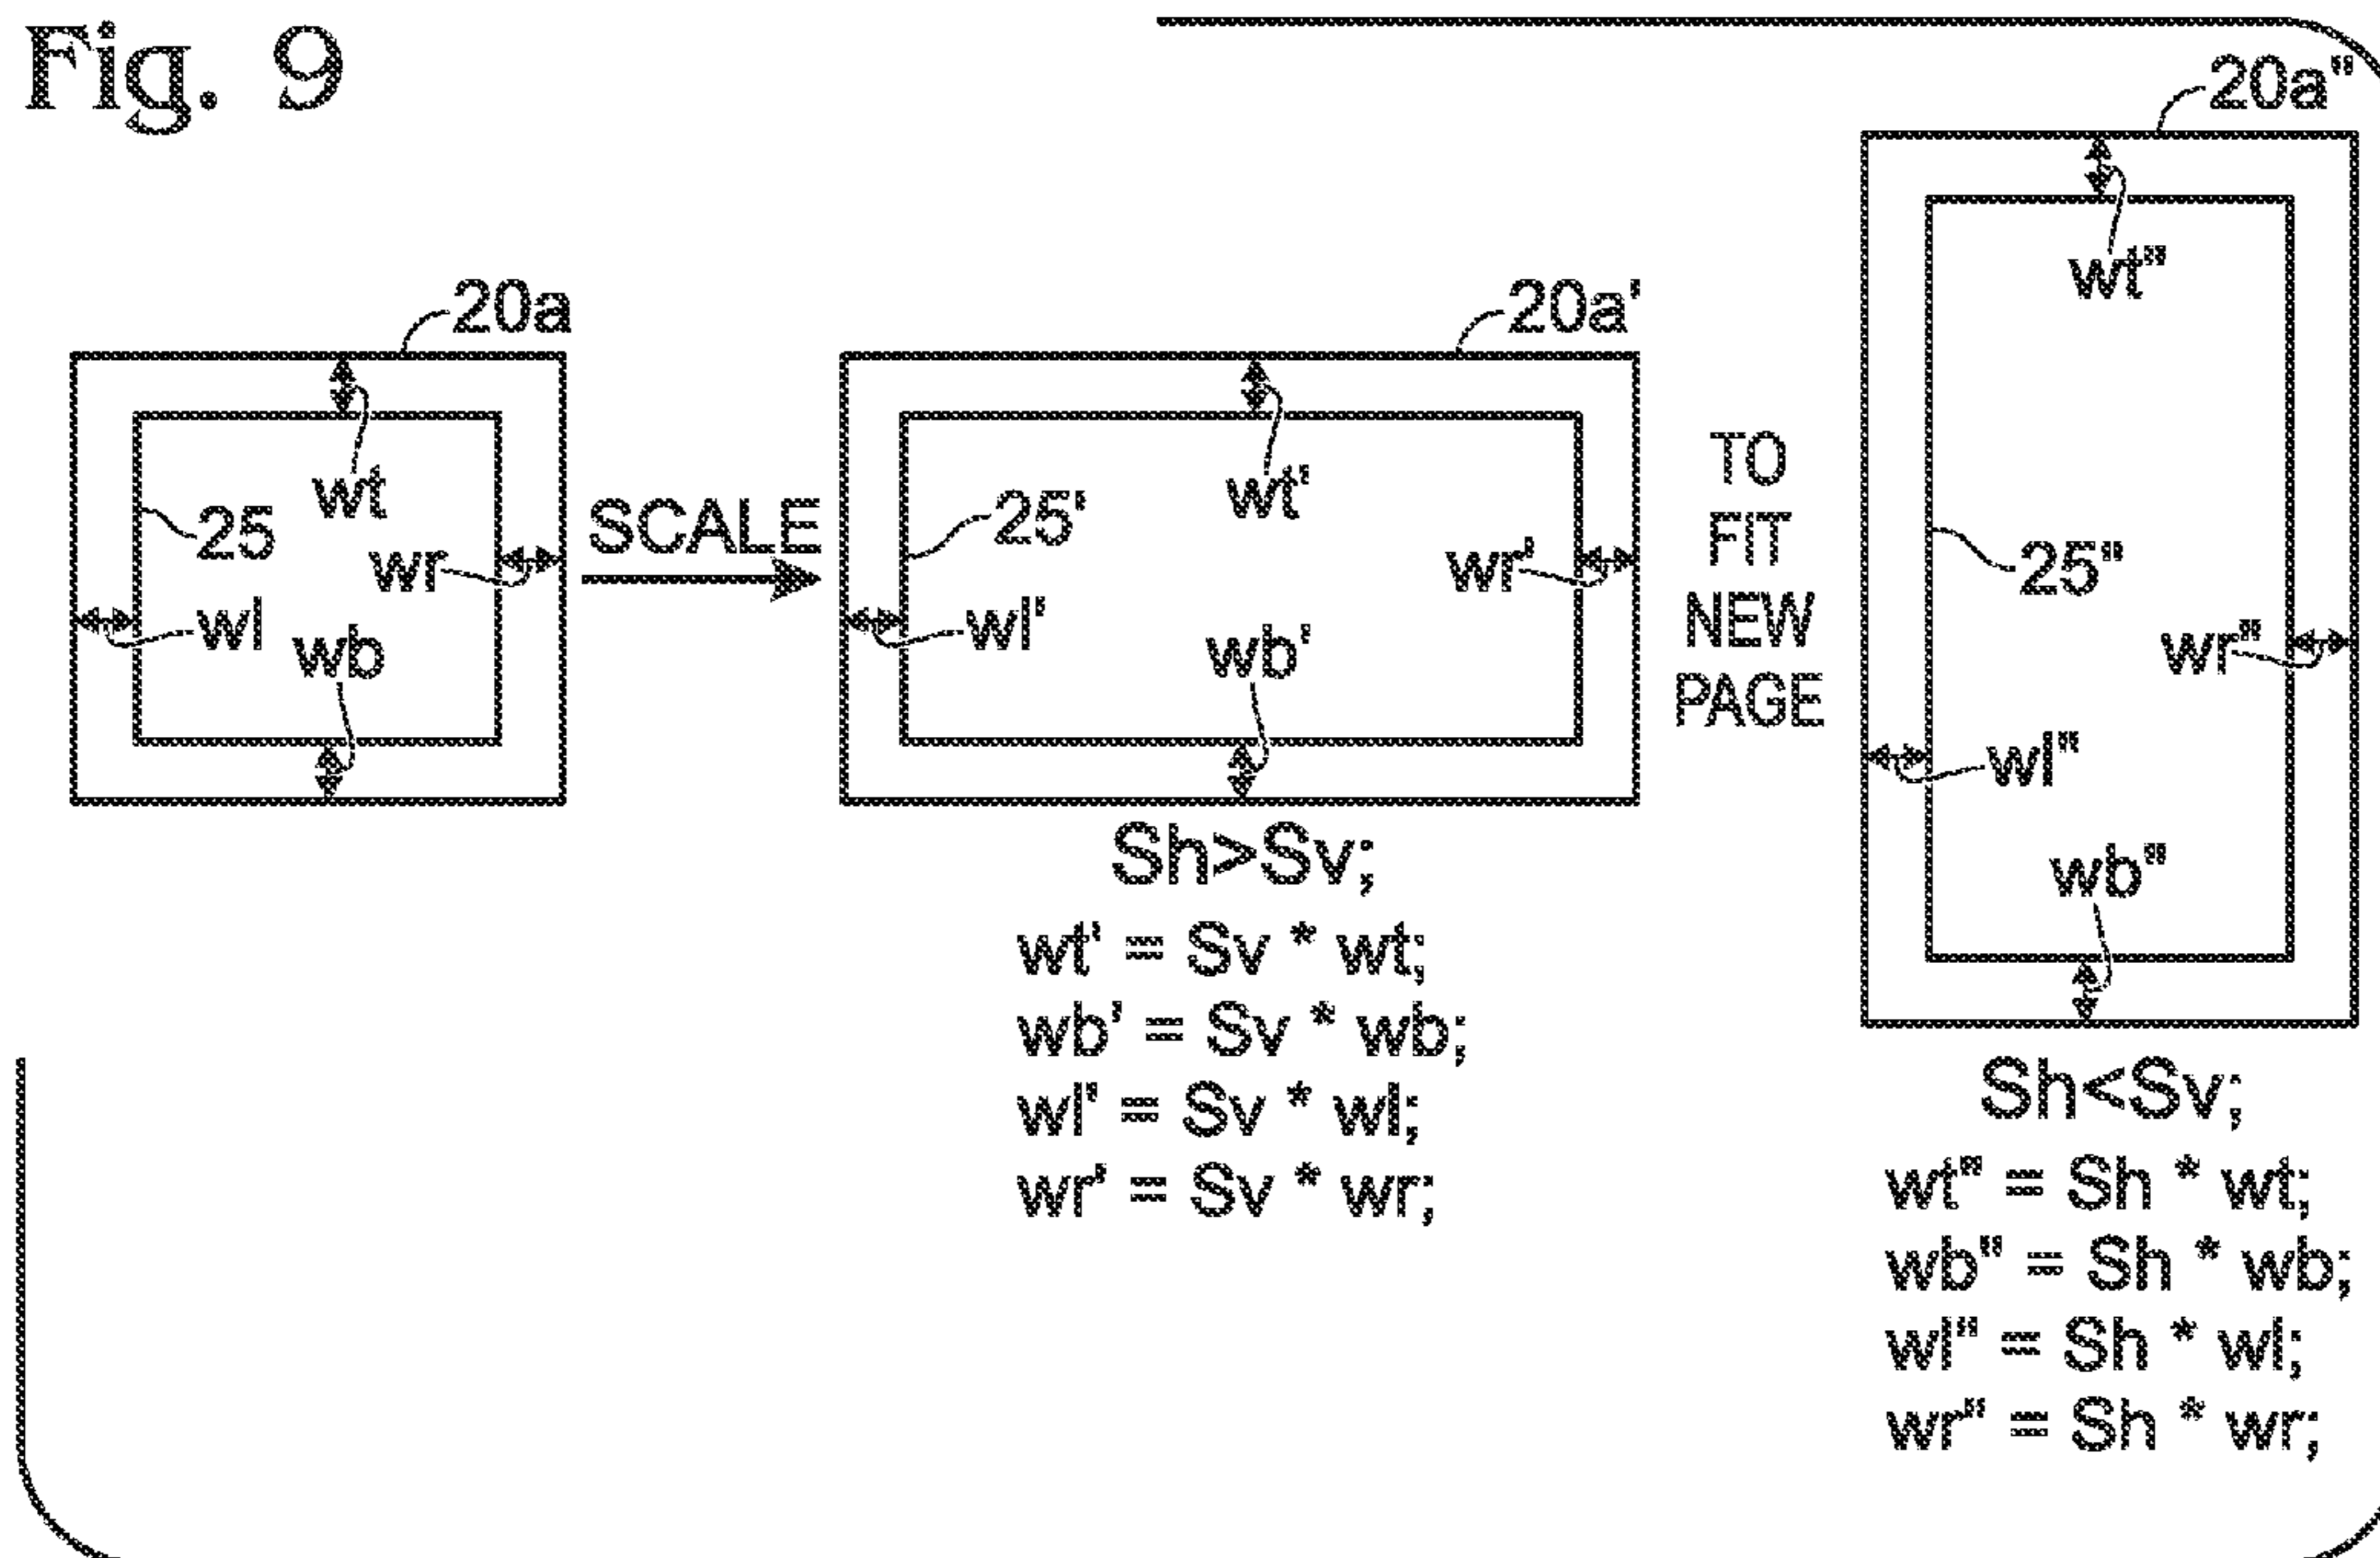 Fig. 9
20a
wt
25
wr
wl
wb
SCALE
20a'
wt'
25'
wr'
wl'
wb'
Sh>Sv;
wt' = Sv * wt;
wb' = Sv * wb;
wl' = Sv * wl;
wr' = Sv * wr;
TO
FIT
NEW
PAGE
20a"
wt"
25"
wr"
wl"
wb"
Sh<Sv;
wt" = Sh * wt;
wb" = Sh * wb;
wl" = Sh * wl;
wr" = Sh * wr;